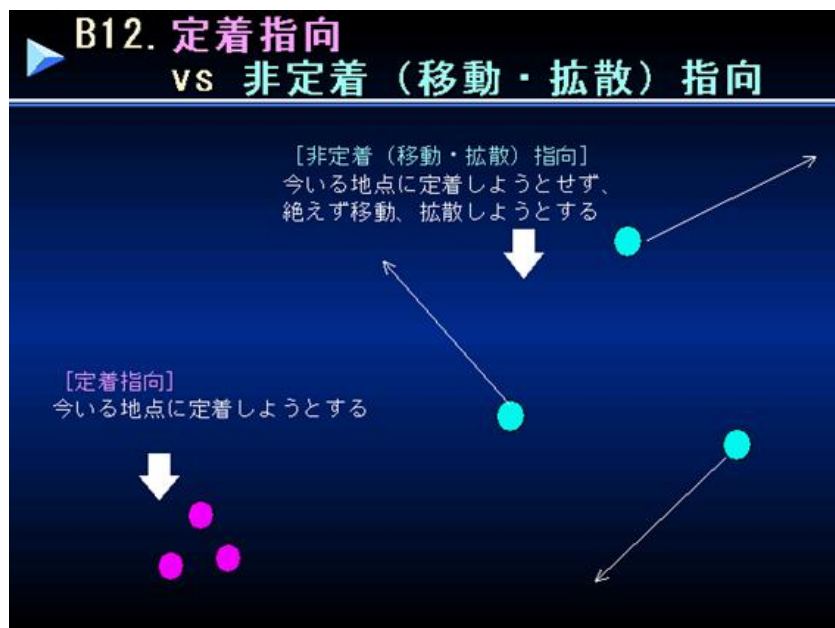 B12. 定着指向
vs 非定着（移動・拡散）指向
［非定着（移動・拡散）指向］
今いる地点に定着しようとせず、
絶えず移動、拡散しようとする
［定着指向］
今いる地点に定着しようとする